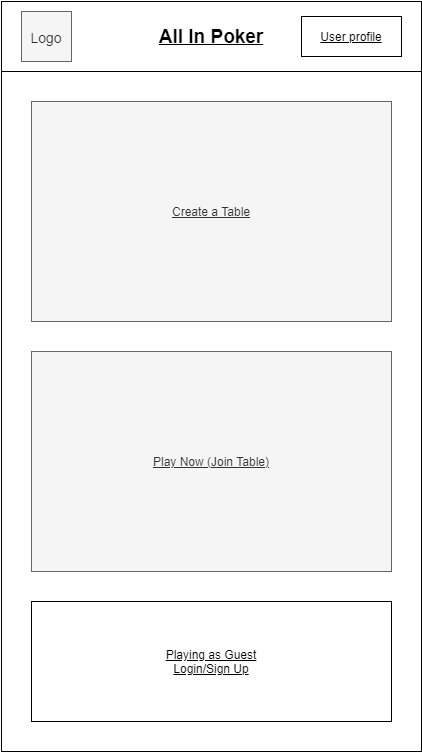 Logo
All In Poker
User profile
Create a Table
Play Now (Join Table)
Playing as Guest
Login/Sign Up